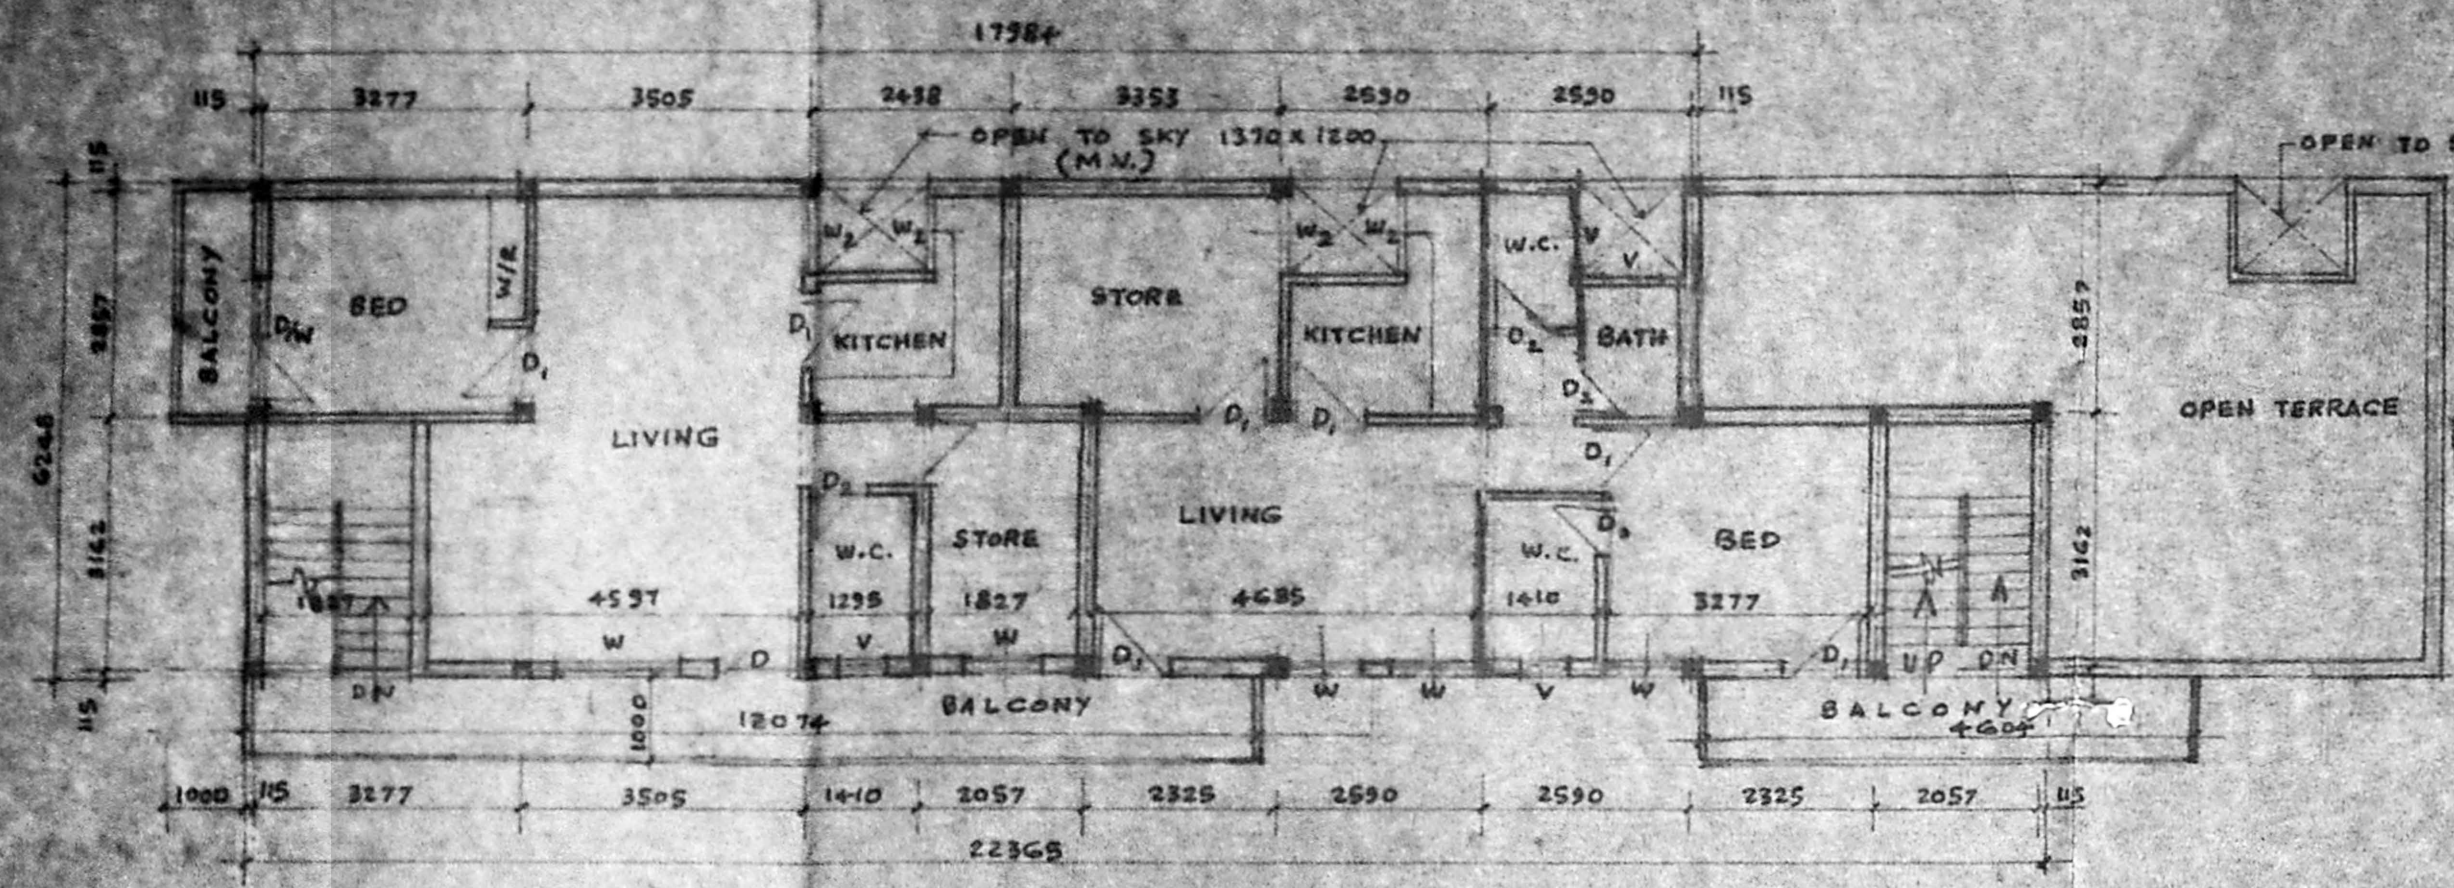 17984
115 3277 3505 2438 3353 2590 2590 115
OPEN TO SKY 1370 X 1200
(M.V.)
OPEN TO S
115
W2 W2 W2 W2 W.C. V
V
BALCONY BED W/R STORE
D/W D1 KITCHEN KITCHEN D2 BATH
2857 2857
D1 D3
OPEN TERRACE
6248 LIVING D1 D1 D1
D2
LIVING
W.C. STORE W.C. D3 BED
3162 3162
4597 1295 1827 4685 1410 3277
W D V W D1 D1 UP DN
DN W W V W
115 1000 12074 BALCONY BALCONY
4604
1000 115 3277 3505 1410 2057 2325 2590 2590 2325 2057 115
22365